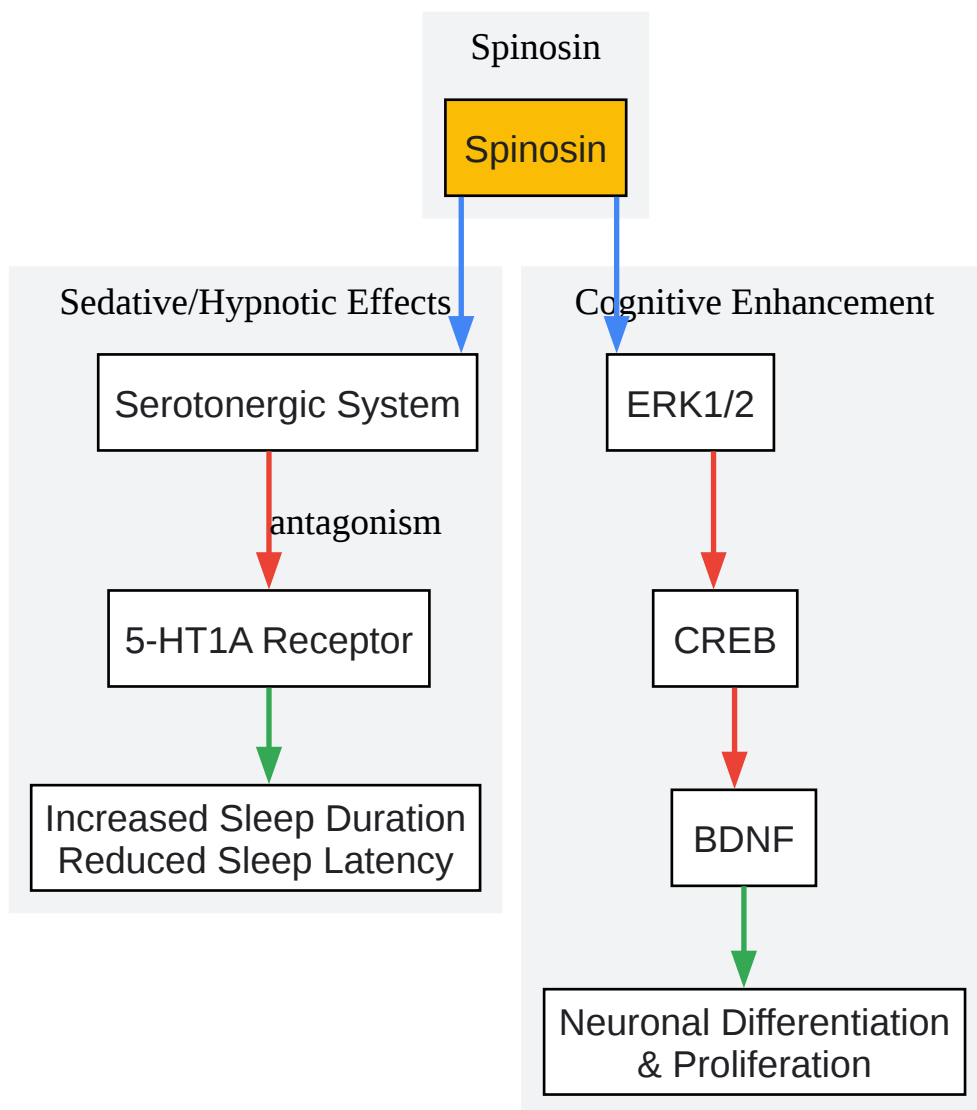 Spinosin
Spinosin
Sedative/Hypnotic Effects
Serotonergic System
antagonism
5-HT1A Receptor
Increased Sleep Duration
Reduced Sleep Latency
Cognitive Enhancement
ERK1/2
CREB
BDNF
Neuronal Differentiation
& Proliferation